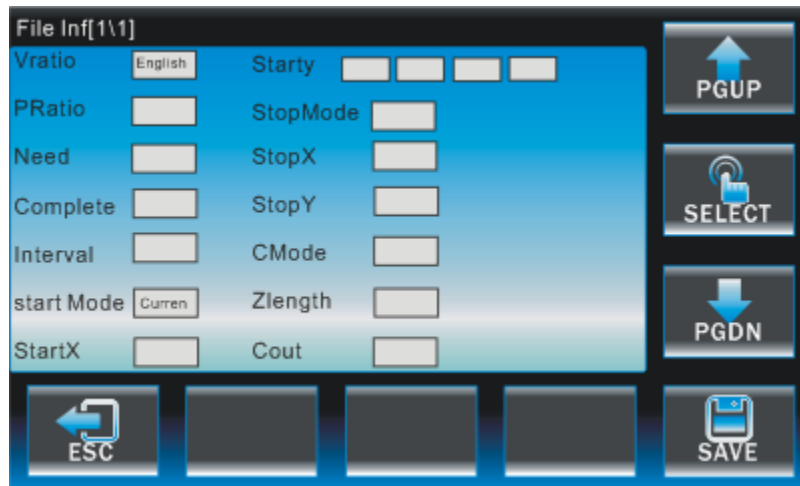 File Inf[1\1]
Vratio English Starty
PRatio StopMode
Need StopX
Complete StopY
Interval CMode
start Mode Curren Zlength
StartX Cout
PGUP
SELECT
PGDN
ESC
SAVE